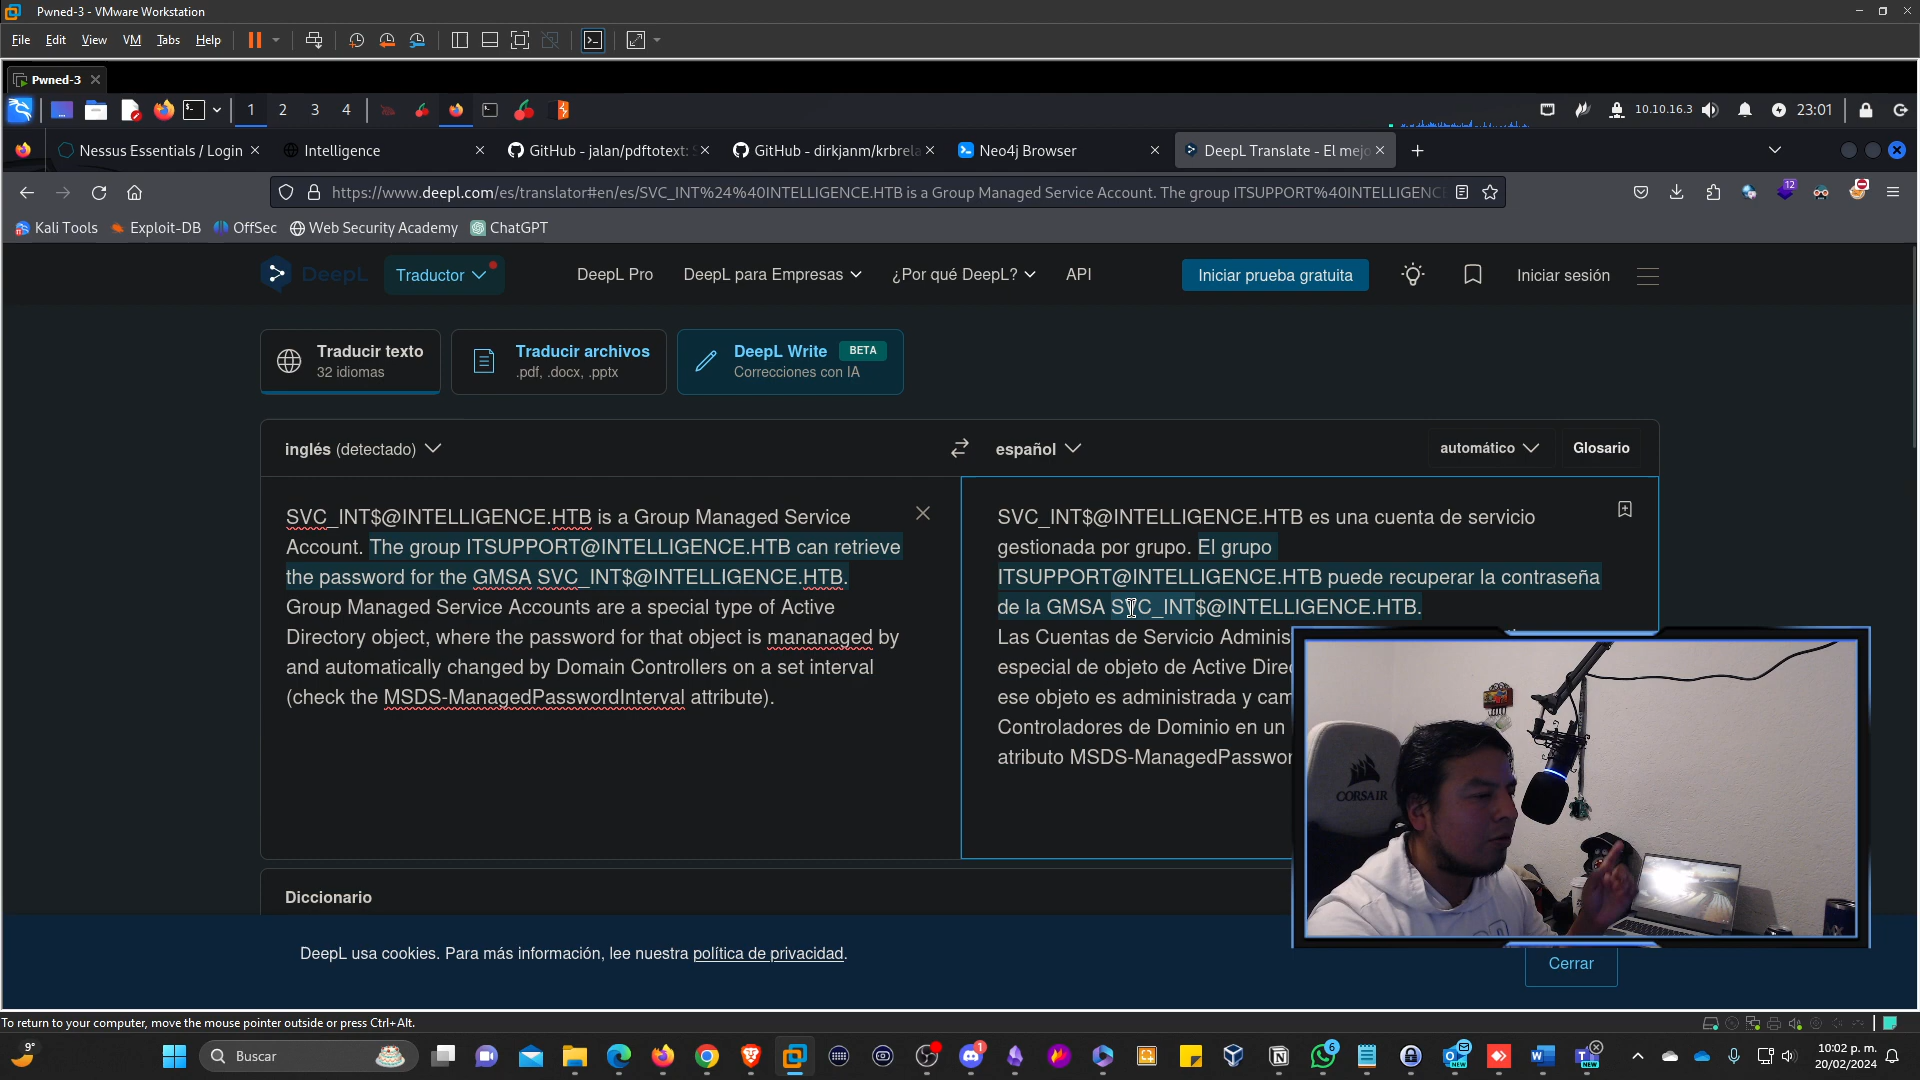 Pwned-3 - VMware Workstation
File Edit View VM Tabs Help
Pwned-3
1 2 3 4
10.10.16.3
23:01
Nessus Essentials / Login
Intelligence
GitHub - jalan/pdftotext: S
GitHub - dirkjanm/krbrela
Neo4j Browser
DeepL Translate - El mejo
https://www.deepl.com/es/translator#en/es/SVC_INT%24%40INTELLIGENCE.HTB is a Group Managed Service Account. The group ITSUPPORT%40INTELLIGENC
12
Kali Tools Exploit-DB OffSec Web Security Academy ChatGPT
DeepL
Traductor
DeepL Pro
DeepL para Empresas
¿Por qué DeepL?
API
Iniciar prueba gratuita
Iniciar sesión
Traducir texto
32 idiomas
Traducir archivos
.pdf, .docx, .pptx
DeepL Write BETA
Correcciones con IA
inglés (detectado)
español
automático
Glosario
SVC_INT$@INTELLIGENCE.HTB is a Group Managed Service
Account. The group ITSUPPORT@INTELLIGENCE.HTB can retrieve
the password for the GMSA SVC_INT$@INTELLIGENCE.HTB.
Group Managed Service Accounts are a special type of Active
Directory object, where the password for that object is mananaged by
and automatically changed by Domain Controllers on a set interval
(check the MSDS-ManagedPasswordInterval attribute).
SVC_INT$@INTELLIGENCE.HTB es una cuenta de servicio
gestionada por grupo. El grupo
ITSUPPORT@INTELLIGENCE.HTB puede recuperar la contraseña
de la GMSA SVC_INT$@INTELLIGENCE.HTB.
Las Cuentas de Servicio Adminis
especial de objeto de Active Dire
ese objeto es administrada y cam
Controladores de Dominio en un
atributo MSDS-ManagedPasswor
CORSAIR
Diccionario
DeepL usa cookies. Para más información, lee nuestra política de privacidad.
Cerrar
To return to your computer, move the mouse pointer outside or press Ctrl+Alt.
9°
Buscar
1
6
NEW
NEW
10:02 p. m.
20/02/2024